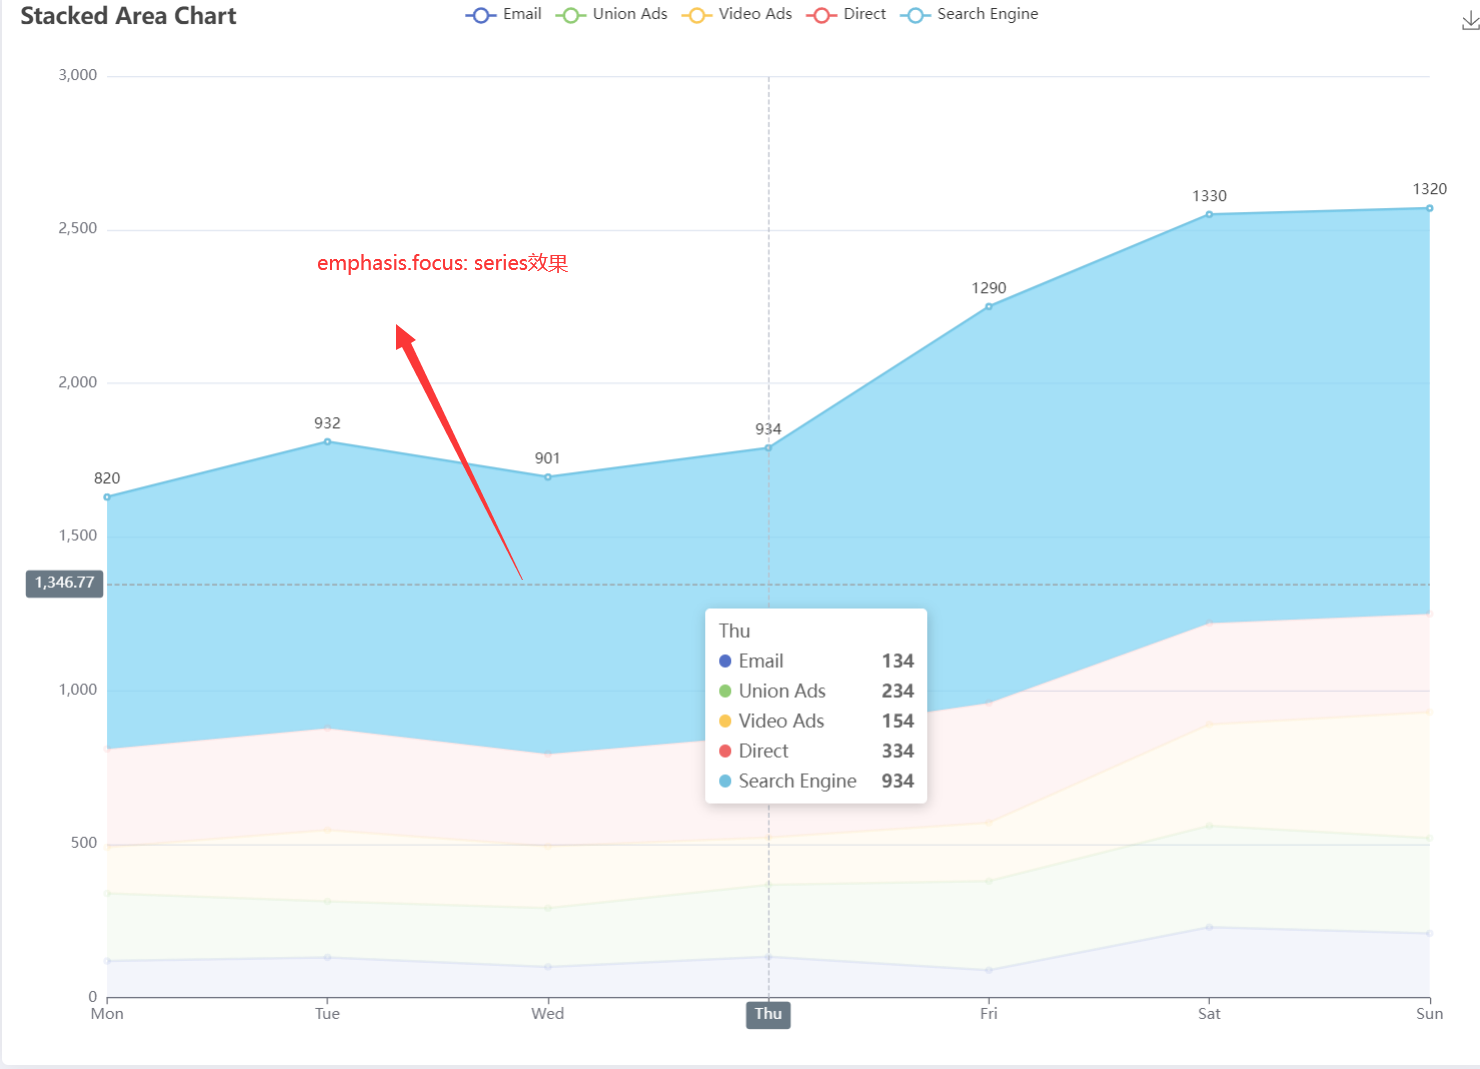 Stacked Area Chart
Email Union Ads Video Ads Direct Search Engine
3,000
2,500
2,000
1,500
1,346.77
1,000
500
0
emphasis.focus: series效果
820
932
901
934
1290
1330
1320
Thu
Email 134
Union Ads 234
Video Ads 154
Direct 334
Search Engine 934
Mon Tue Wed Thu Fri Sat Sun